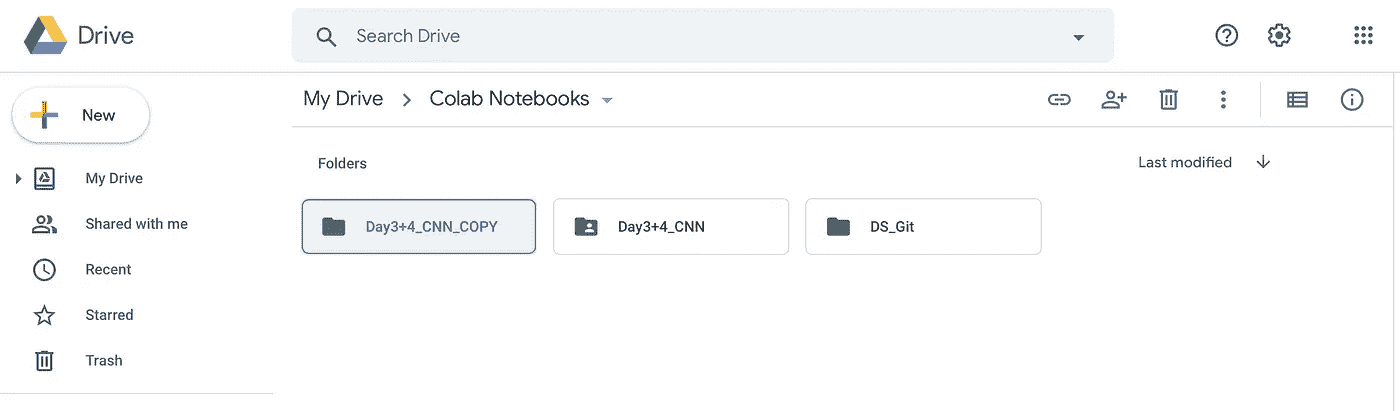 Drive
Search Drive
New
My Drive
Shared with me
Recent
Starred
Trash
My Drive > Colab Notebooks
Folders
Last modified
Day3+4_CNN_COPY
Day3+4_CNN
DS_Git